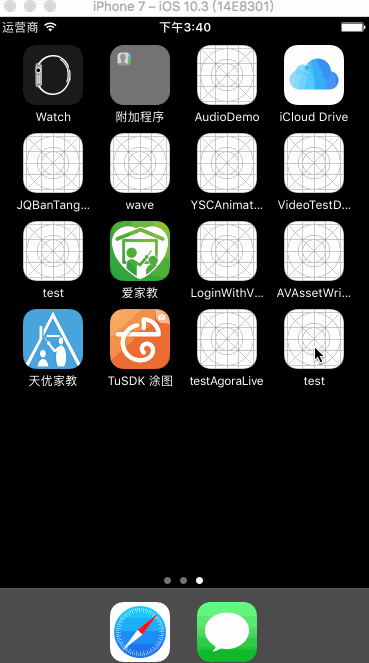 iPhone 7 – iOS 10.3 (14E8301)
运营商 下午3:40
Watch 附加程序 AudioDemo iCloud Drive
JQBanTang... wave YSCAnimat... VideoTestD...
test 爱家教 LoginWithV... AVAssetWri...
天优家教 TuSDK 涂图 testAgoraLive test